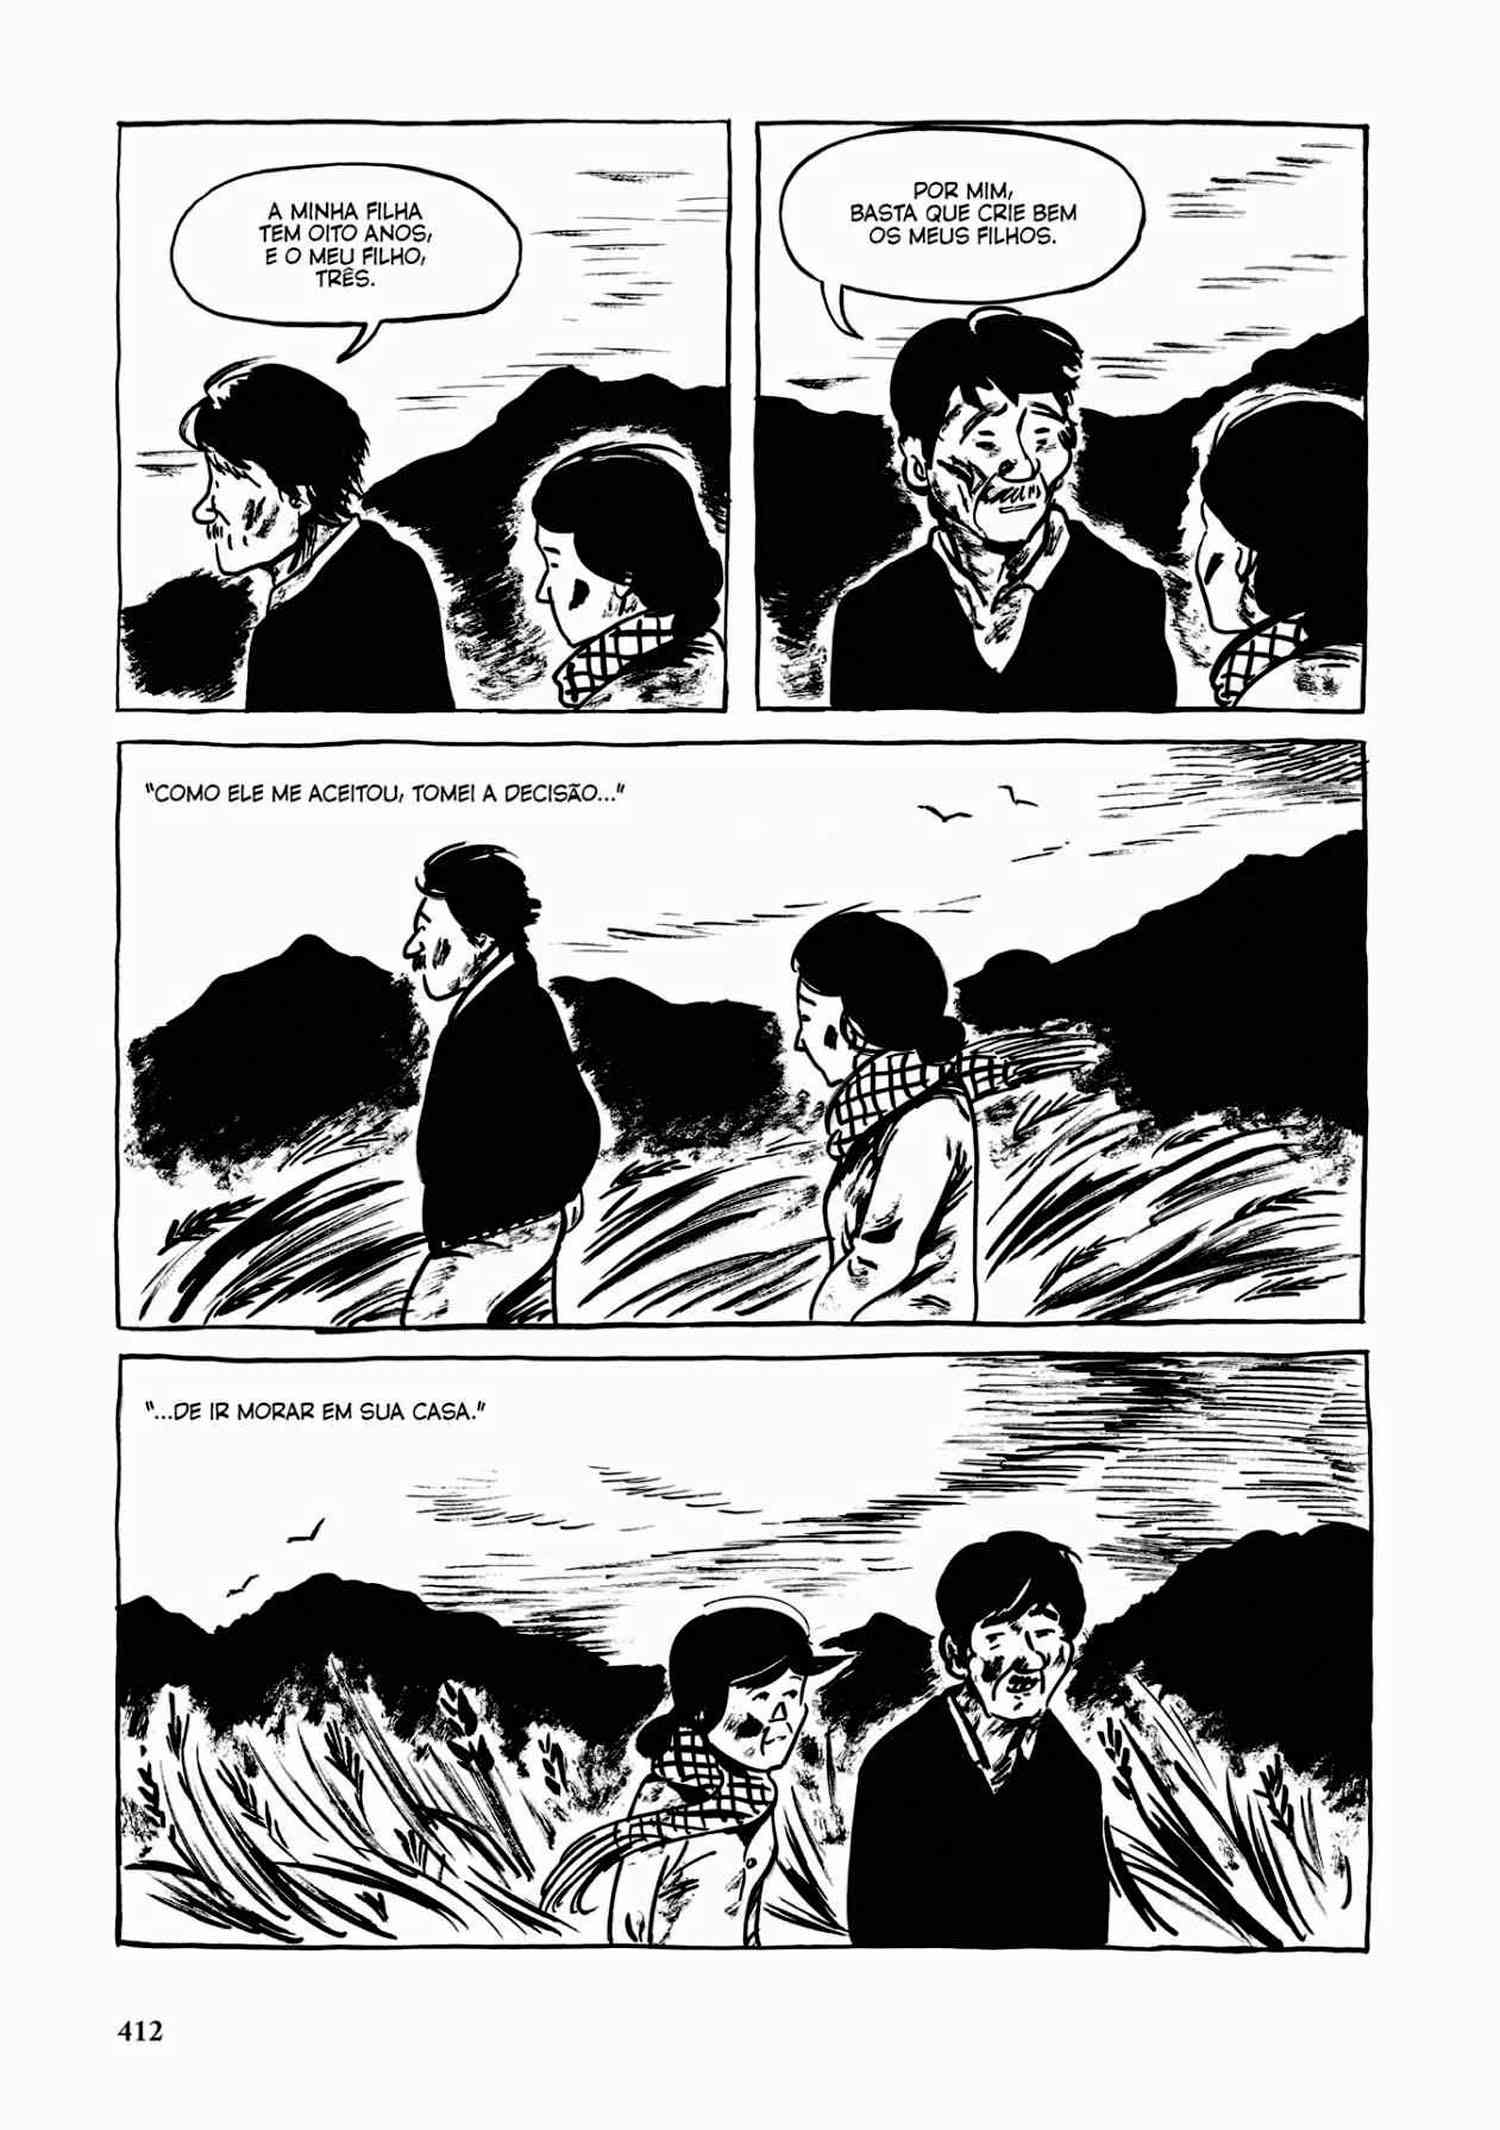 A MINHA FILHA
TEM OITO ANOS,
E O MEU FILHO,
TRÊS.
POR MIM,
BASTA QUE CRIE BEM
OS MEUS FILHOS.
"COMO ELE ME ACEITOU, TOMEI A DECISÃO..."
"...DE IR MORAR EM SUA CASA."
412